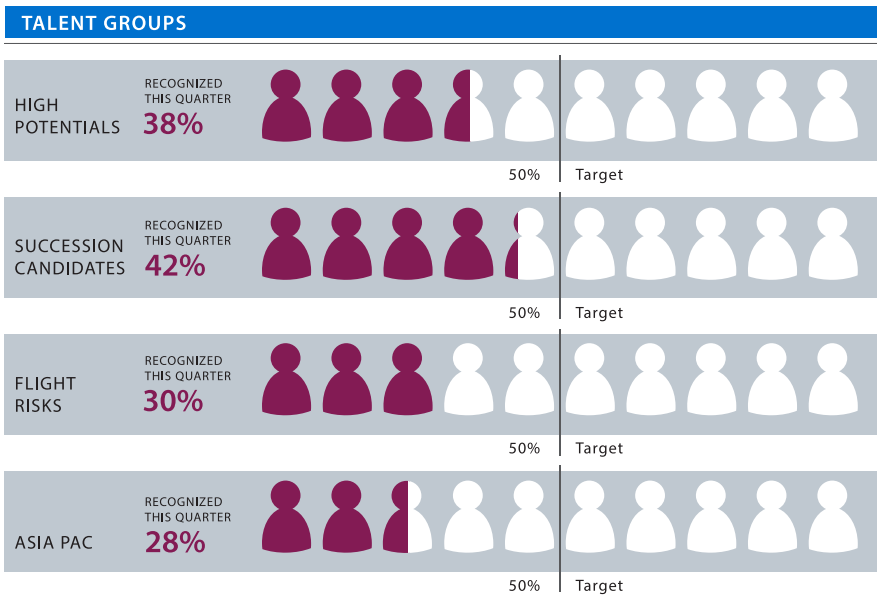 TALENT GROUPS
HIGH
POTENTIALS
RECOGNIZED
THIS QUARTER
38%
50% Target
SUCCESSION
CANDIDATES
RECOGNIZED
THIS QUARTER
42%
50% Target
FLIGHT
RISKS
RECOGNIZED
THIS QUARTER
30%
50% Target
ASIA PAC
RECOGNIZED
THIS QUARTER
28%
50% Target